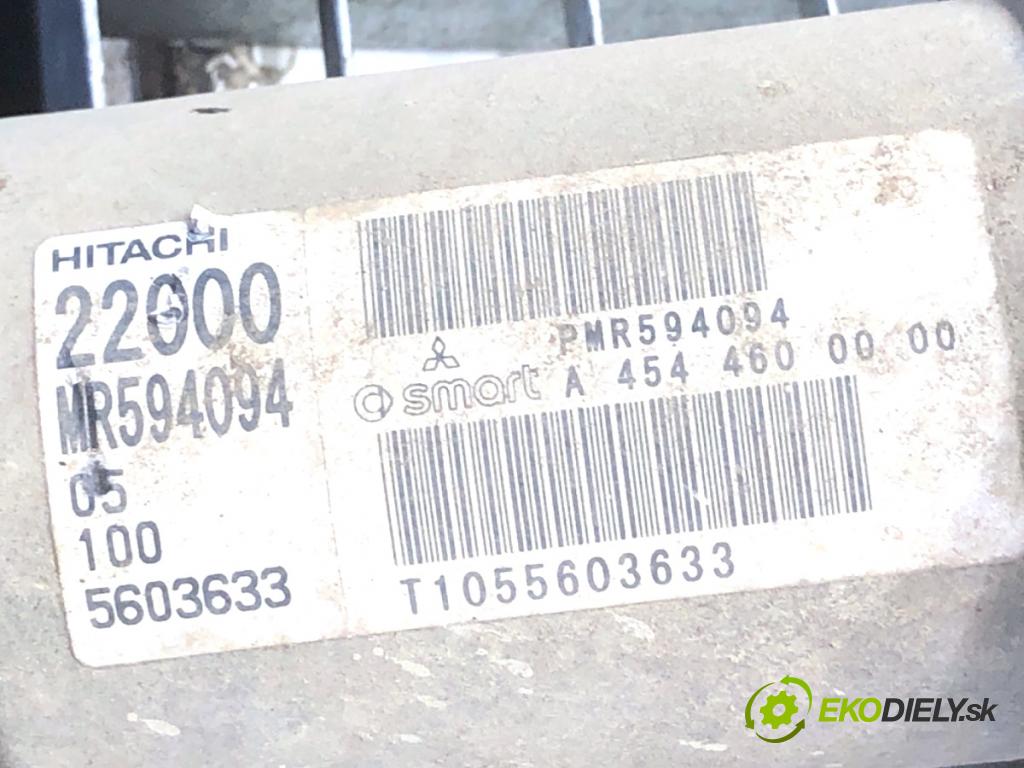 HITACHI
22000
MR594094
05
100
5603633
PMR594094
smart A 454 460 00 00
T1055603633
EKODIELY.sk